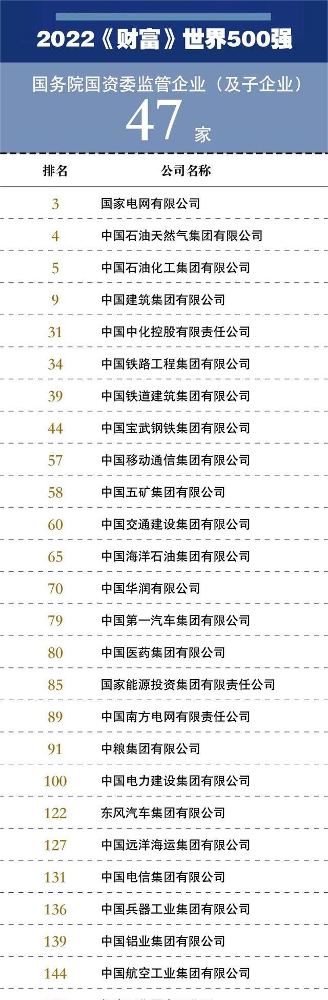 2022《财富》世界500强
国务院国资委监管企业（及子企业）
47 家
排名 公司名称
3 国家电网有限公司
4 中国石油天然气集团有限公司
5 中国石油化工集团有限公司
9 中国建筑集团有限公司
31 中国中化控股有限责任公司
34 中国铁路工程集团有限公司
39 中国铁道建筑集团有限公司
44 中国宝武钢铁集团有限公司
57 中国移动通信集团有限公司
58 中国五矿集团有限公司
60 中国交通建设集团有限公司
65 中国海洋石油集团有限公司
70 中国华润有限公司
79 中国第一汽车集团有限公司
80 中国医药集团有限公司
85 国家能源投资集团有限责任公司
89 中国南方电网有限责任公司
91 中粮集团有限公司
100 中国电力建设集团有限公司
122 东风汽车集团有限公司
127 中国远洋海运集团有限公司
131 中国电信集团有限公司
136 中国兵器工业集团有限公司
139 中国铝业集团有限公司
144 中国航空工业集团有限公司